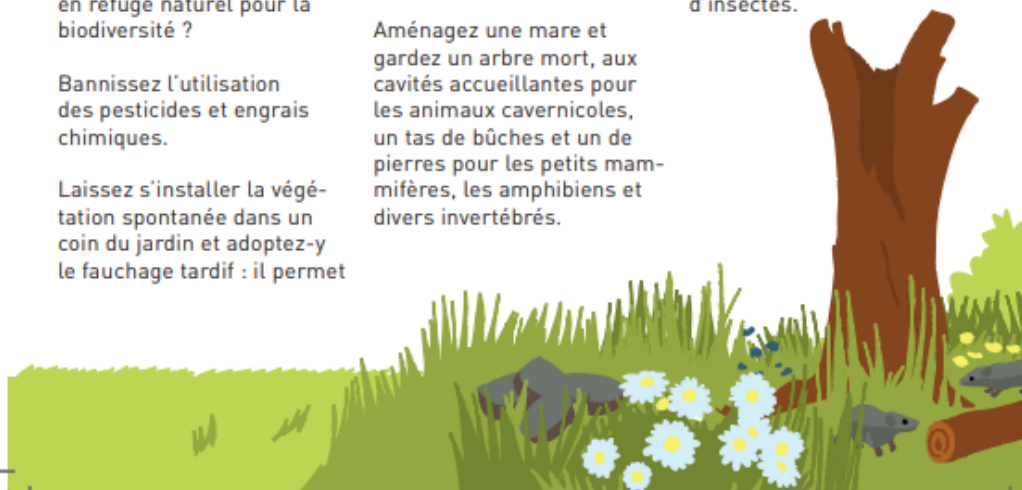 en refuge naturel pour la
biodiversité ?
Bannissez l'utilisation
des pesticides et engrais
chimiques.
Laissez s'installer la végé-
tation spontanée dans un
coin du jardin et adoptez-y
le fauchage tardif : il permet
Aménagez une mare et
gardez un arbre mort, aux
cavités accueillantes pour
les animaux cavernicoles,
un tas de bûches et un de
pierres pour les petits mam-
mifères, les amphibiens et
divers invertébrés.
d'insectes.